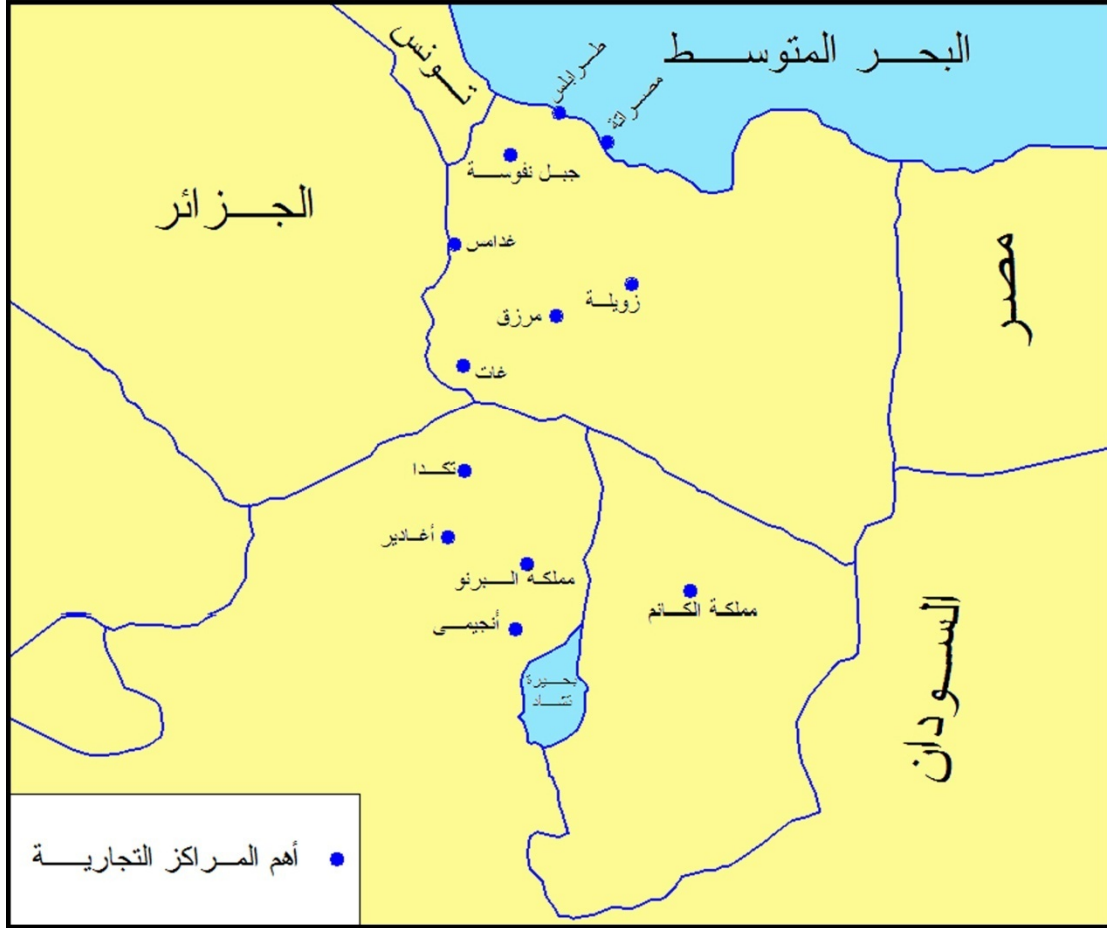 البحر المتوسط
تونس
طرابلس
مصراتة
جبل نفوسة
الجزائر
غدامس
مصر
زويلة
مرزق
غات
تكدا
أغادير
مملكة البرنو
مملكة الكانم
أنجيمى
السودان
بحيرة
تشاد
أهم المراكز التجارية